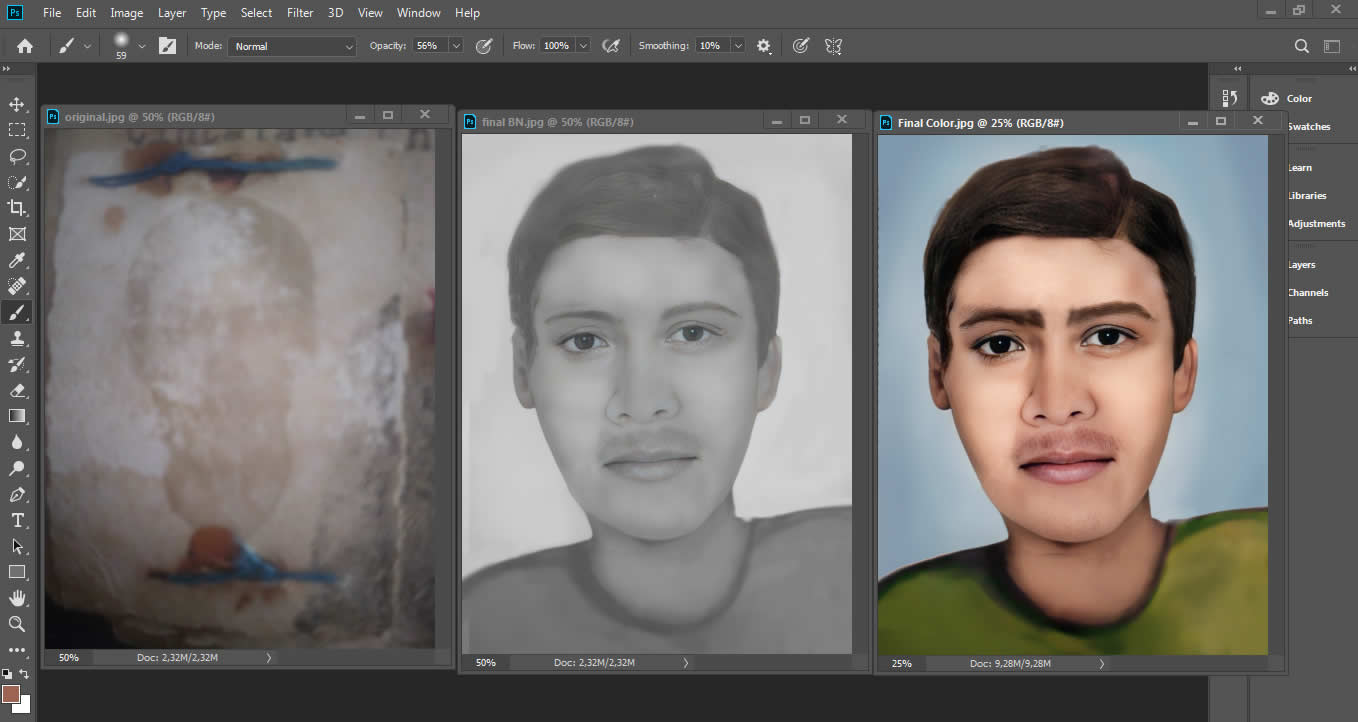 Ps File Edit Image Layer Type Select Filter 3D View Window Help
59 Mode: Normal Opacity: 56% Flow: 100% Smoothing: 10%
Ps original.jpg @ 50% (RGB/8#)
Ps final BN.jpg @ 50% (RGB/8#)
Ps Final Color.jpg @ 25% (RGB/8#)
Color
Swatches
Learn
Libraries
Adjustments
Layers
Channels
Paths
T
50% Doc: 2,32M/2,32M
50% Doc: 2,32M/2,32M
25% Doc: 9,28M/9,28M